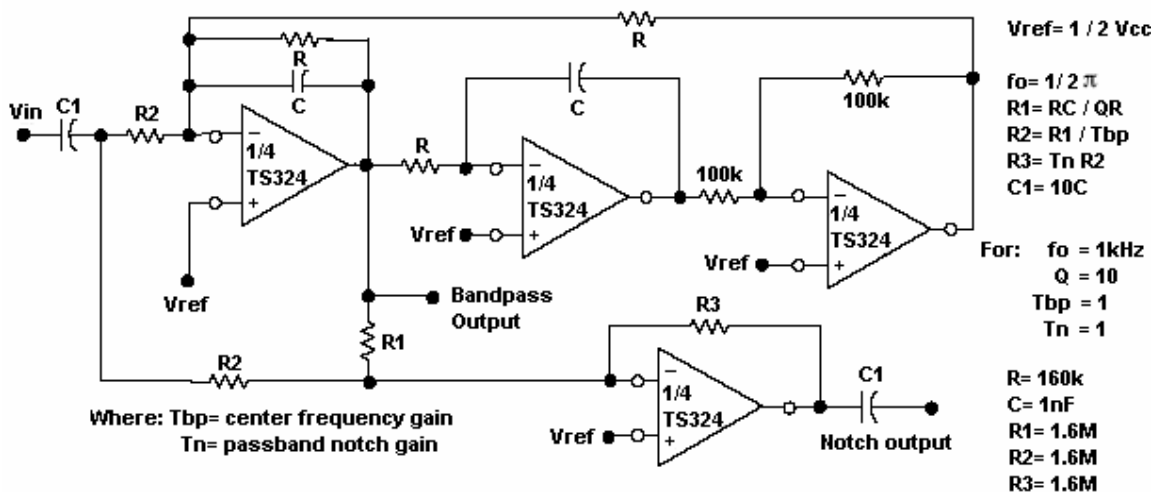 R
Vref= 1 / 2 Vcc
R
C
C
100k
fo= 1/ 2 π
R1= RC / QR
R2= R1 / Tbp
R3= Tn R2
C1= 10C
Vin
C1
R2
−
1/4
TS324
+
R
−
1/4
TS324
+
100k
−
1/4
TS324
+
Vref
Vref
Vref
For: fo = 1kHz
Q = 10
Tbp = 1
Tn = 1
Bandpass
Output
R1
R3
R2
−
1/4
TS324
+
C1
Vref
Notch output
Where: Tbp= center frequency gain
Tn= passband notch gain
R= 160k
C= 1nF
R1= 1.6M
R2= 1.6M
R3= 1.6M